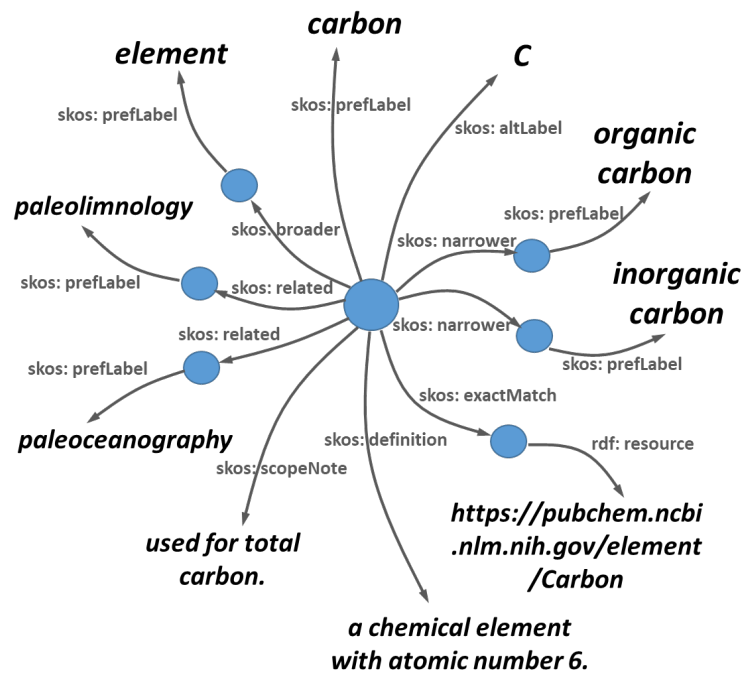 carbon
element
C
skos: prefLabel
skos: prefLabel
skos: altLabel
organic
carbon
paleolimnology
skos: prefLabel
skos: broader
skos: narrower
inorganic
carbon
skos: prefLabel
skos: related
skos: narrower
skos: related
skos: prefLabel
skos: prefLabel
skos: exactMatch
paleoceanography
skos: definition
rdf: resource
skos: scopeNote
https://pubchem.ncbi
.nlm.nih.gov/element
/Carbon
used for total
carbon.
a chemical element
with atomic number 6.